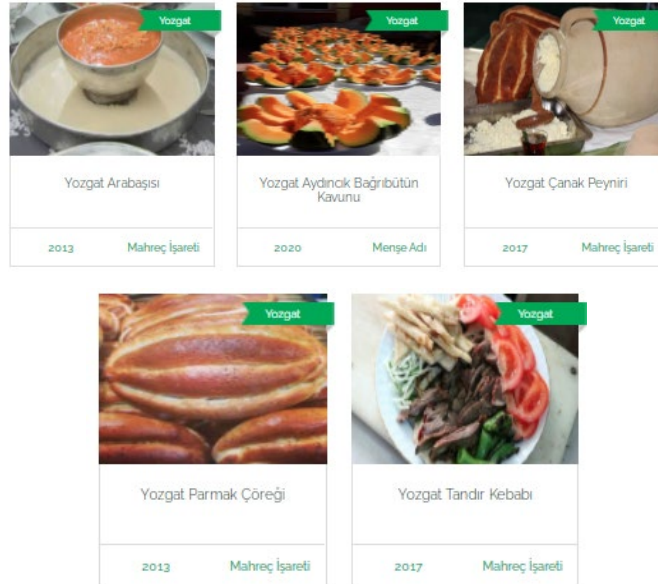 Yozgat
Yozgat Arabaşısı
2013 Mahreç İşareti
Yozgat
Yozgat Aydıncık Bağrıbütün
Kavunu
2020 Menşe Adı
Yozgat
Yozgat Çanak Peyniri
2017 Mahreç İşareti
Yozgat
Yozgat Parmak Çöreği
2013 Mahreç İşareti
Yozgat
Yozgat Tandır Kebabı
2017 Mahreç İşareti